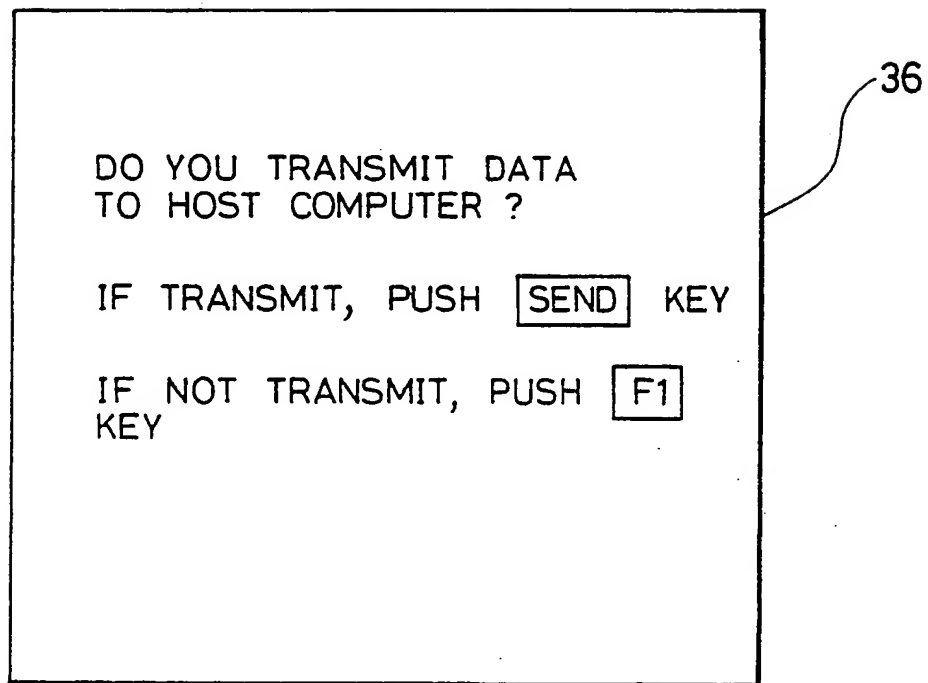 36
DO YOU TRANSMIT DATA
TO HOST COMPUTER ?
IF TRANSMIT, PUSH SEND KEY
IF NOT TRANSMIT, PUSH F1
KEY